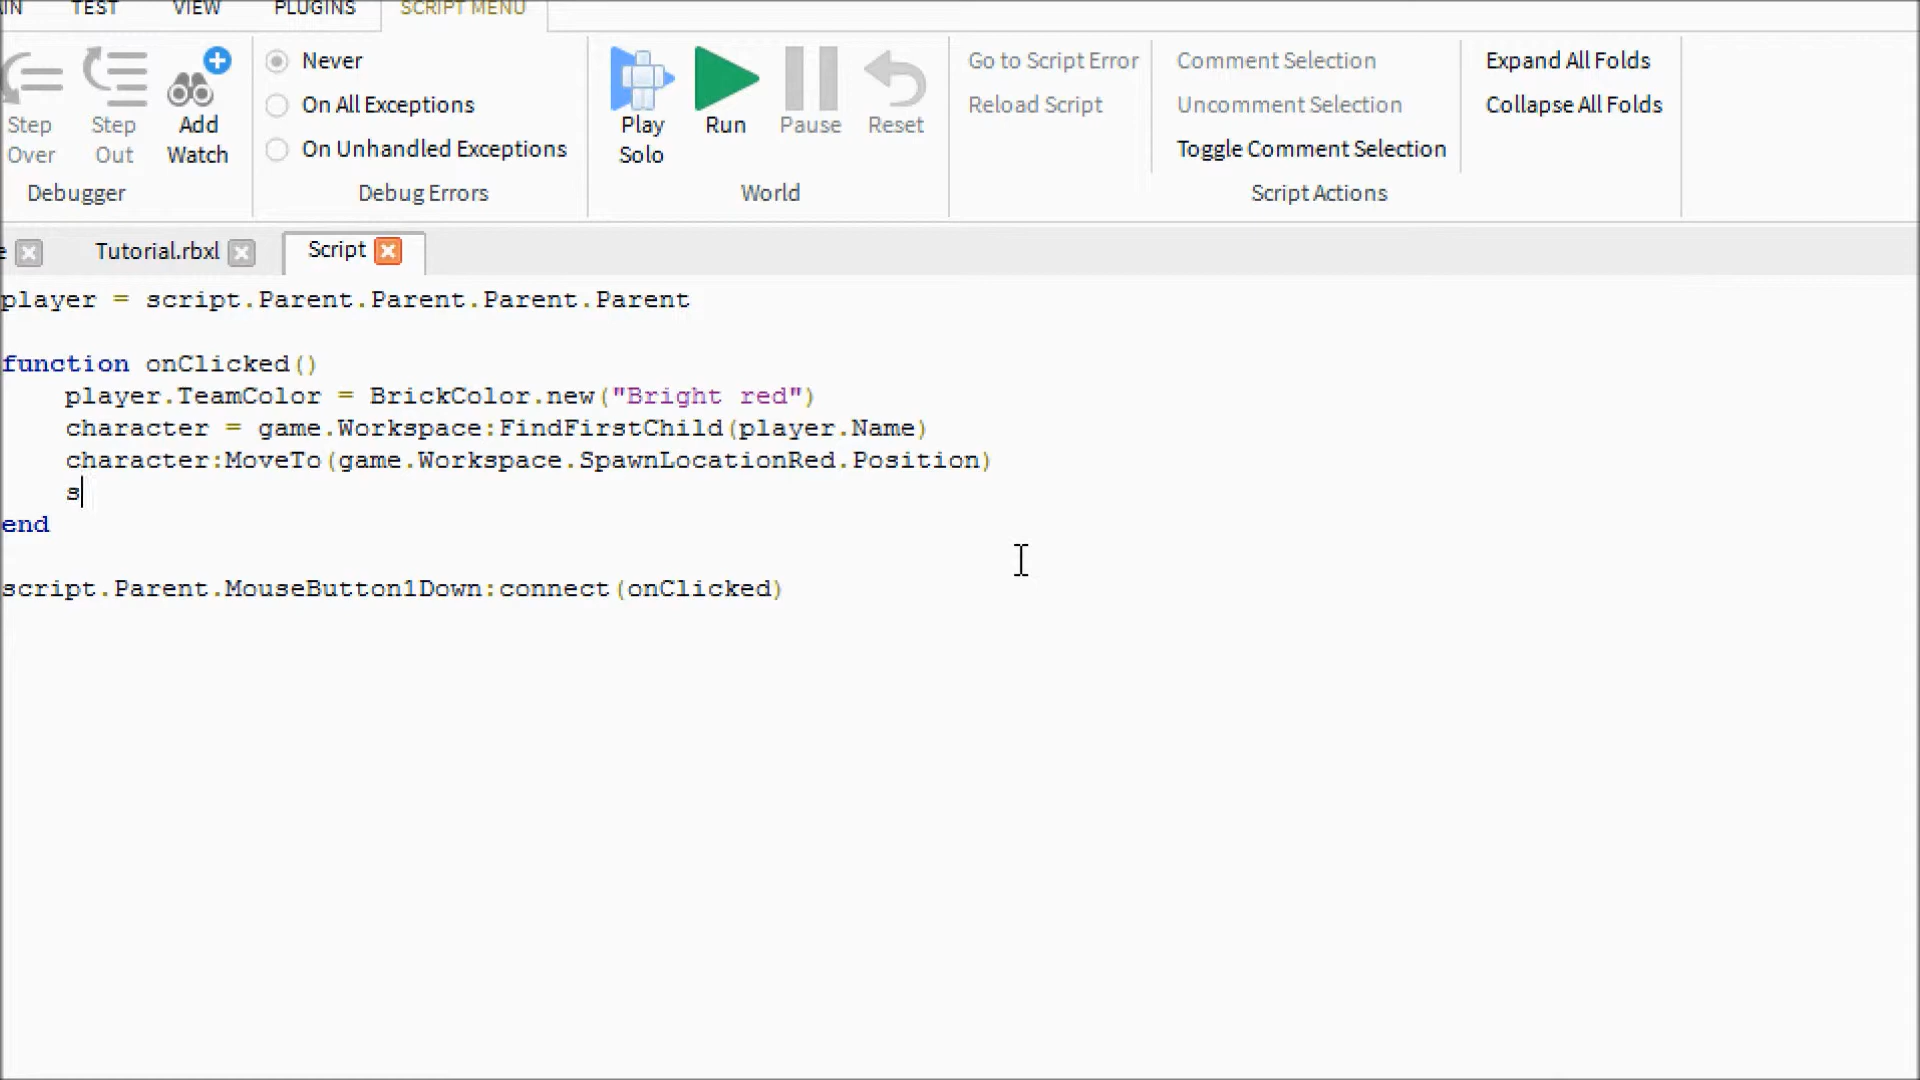 TEST VIEW PLUGINS SCRIPT MENU
Step Over
Step Out
Add Watch
Debugger
Never
On All Exceptions
On Unhandled Exceptions
Debug Errors
Play Solo
Run
Pause
Reset
World
Go to Script Error
Reload Script
Comment Selection
Uncomment Selection
Toggle Comment Selection
Script Actions
Expand All Folds
Collapse All Folds
Tutorial.rbxl
Script
player = script.Parent.Parent.Parent.Parent
function onClicked()
player.TeamColor = BrickColor.new("Bright red")
character = game.Workspace:FindFirstChild(player.Name)
character:MoveTo(game.Workspace.SpawnLocationRed.Position)
s
end
script.Parent.MouseButton1Down:connect(onClicked)